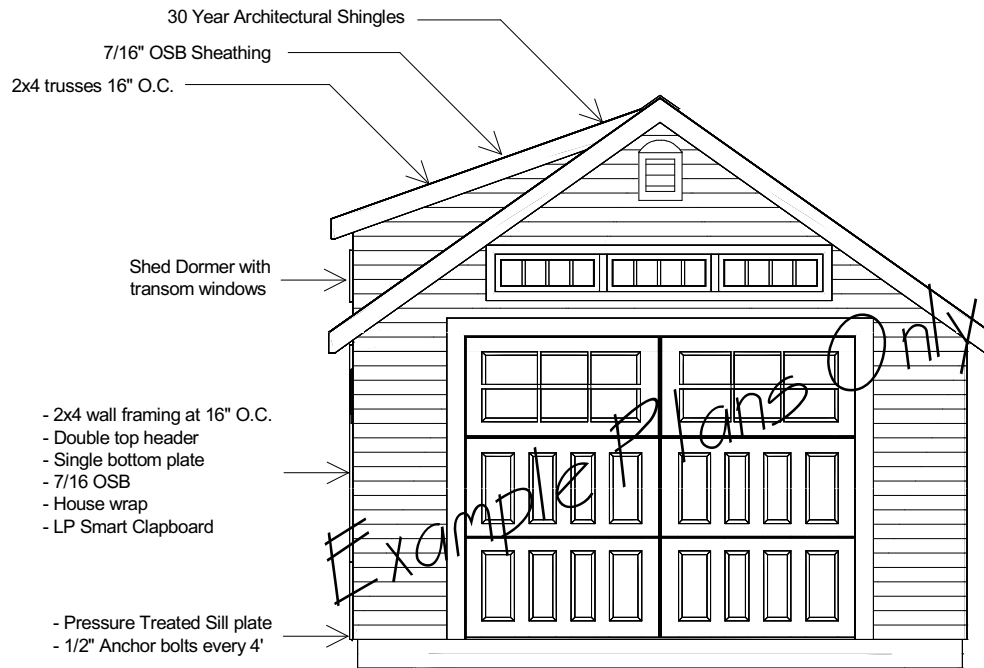 30 Year Architectural Shingles
7/16" OSB Sheathing
2x4 trusses 16" O.C.
Shed Dormer with
transom windows
- 2x4 wall framing at 16" O.C.
- Double top header
- Single bottom plate
- 7/16 OSB
- House wrap
- LP Smart Clapboard
- Pressure Treated Sill plate
- 1/2" Anchor bolts every 4'
Example Plans Only